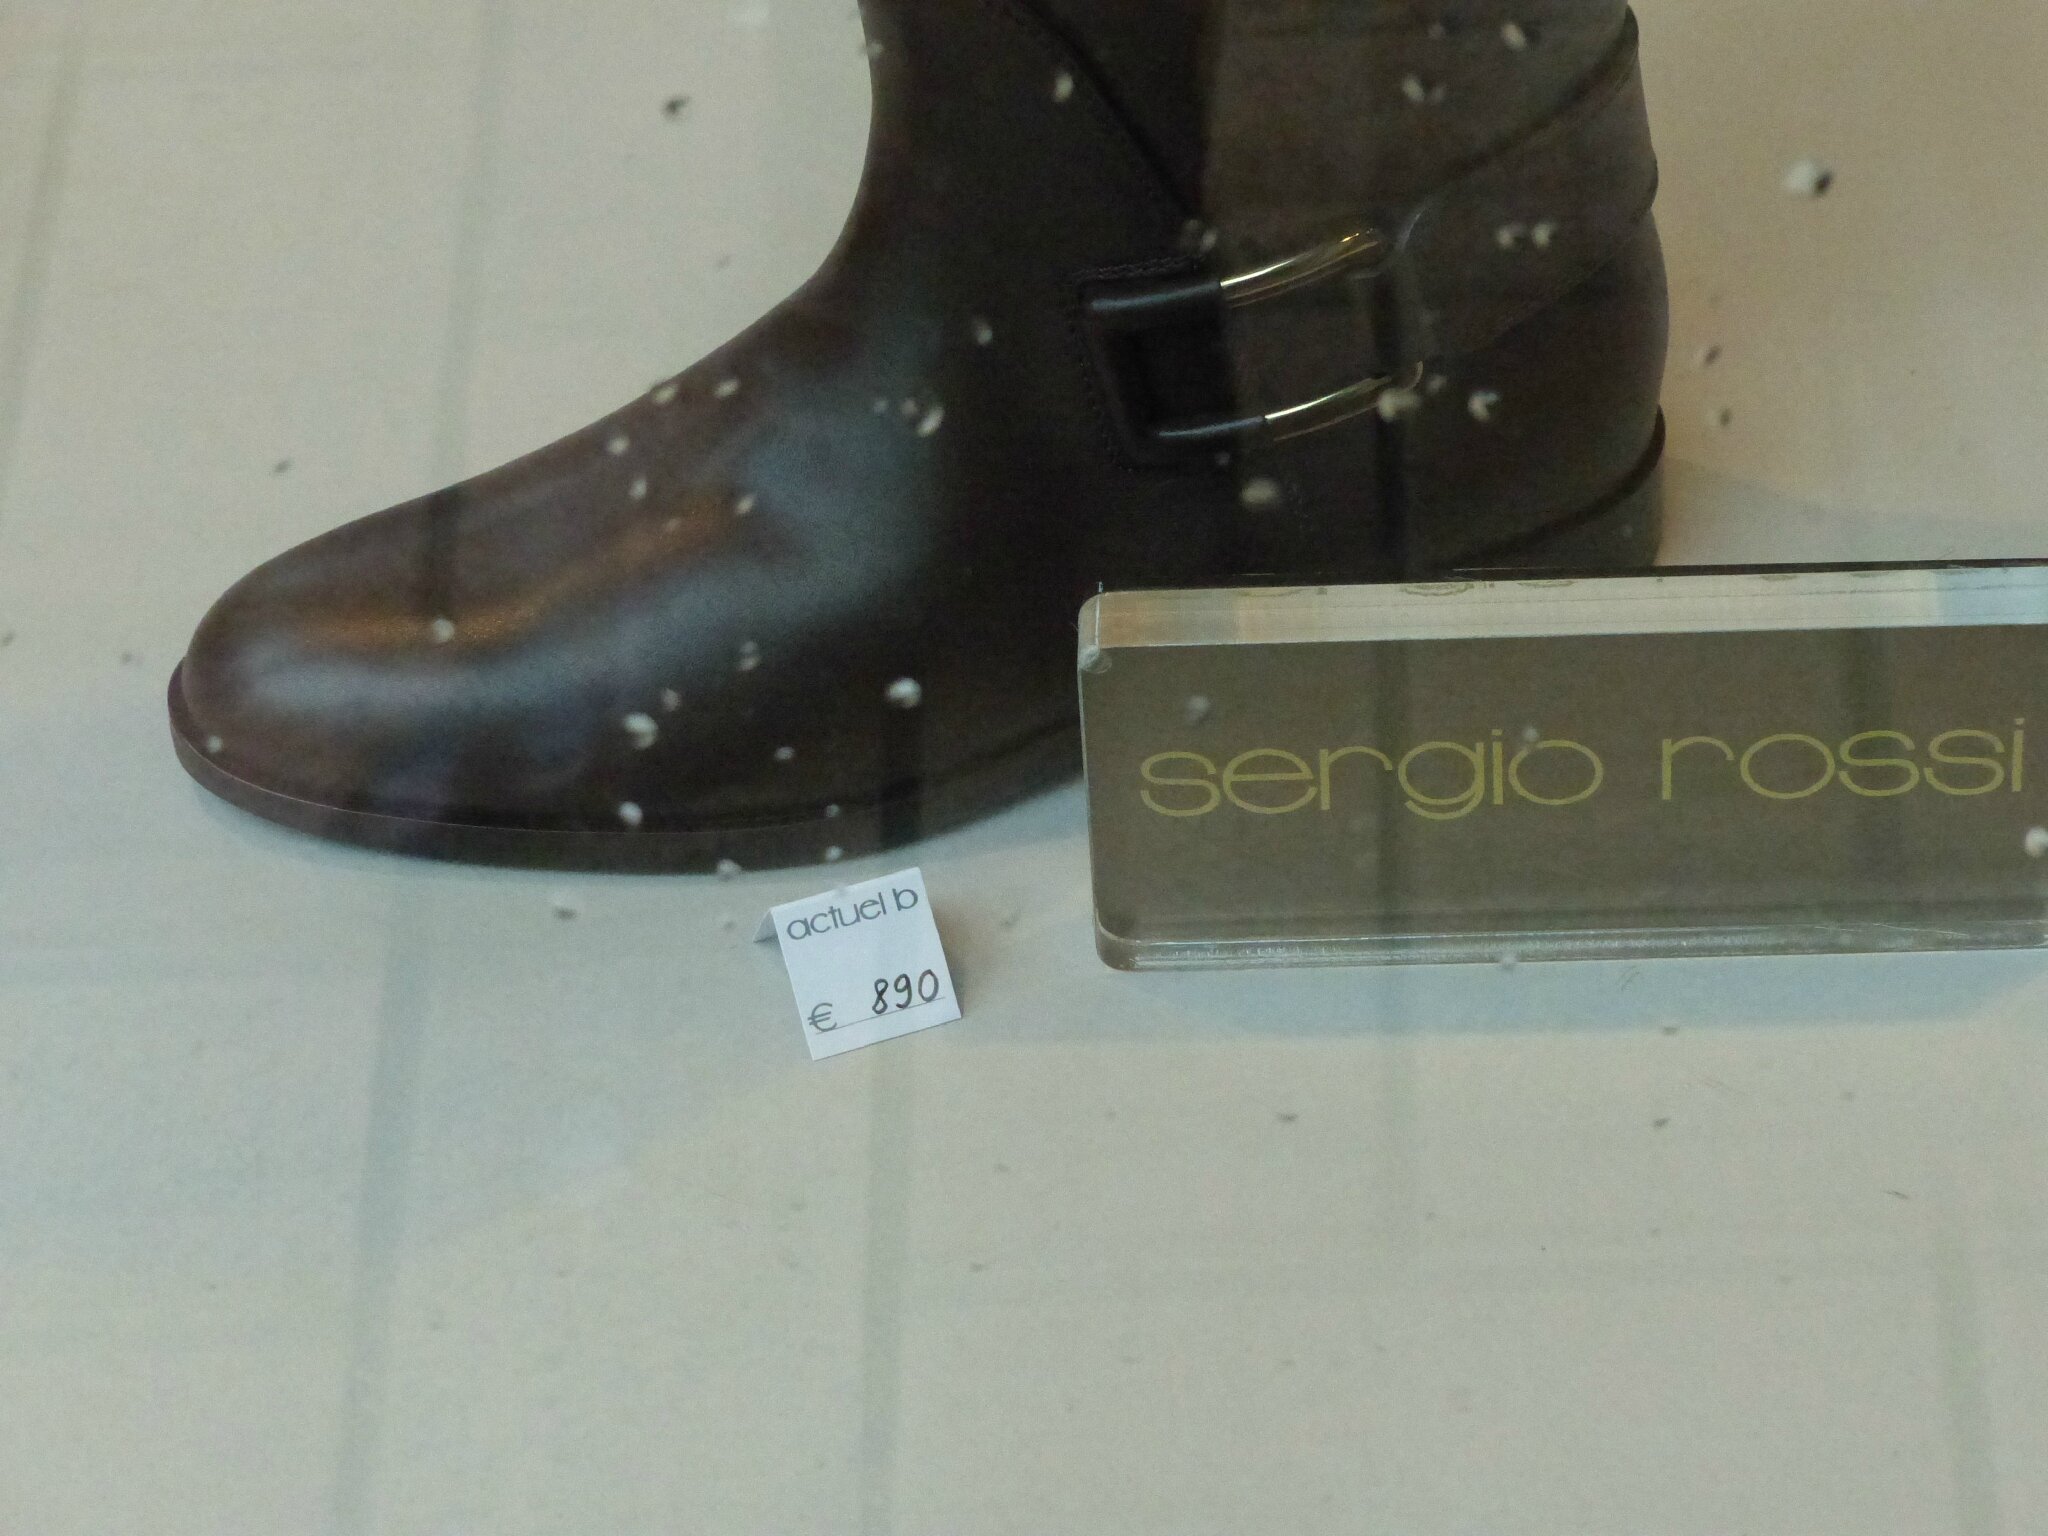 sergio rossi
actuel b
€ 890